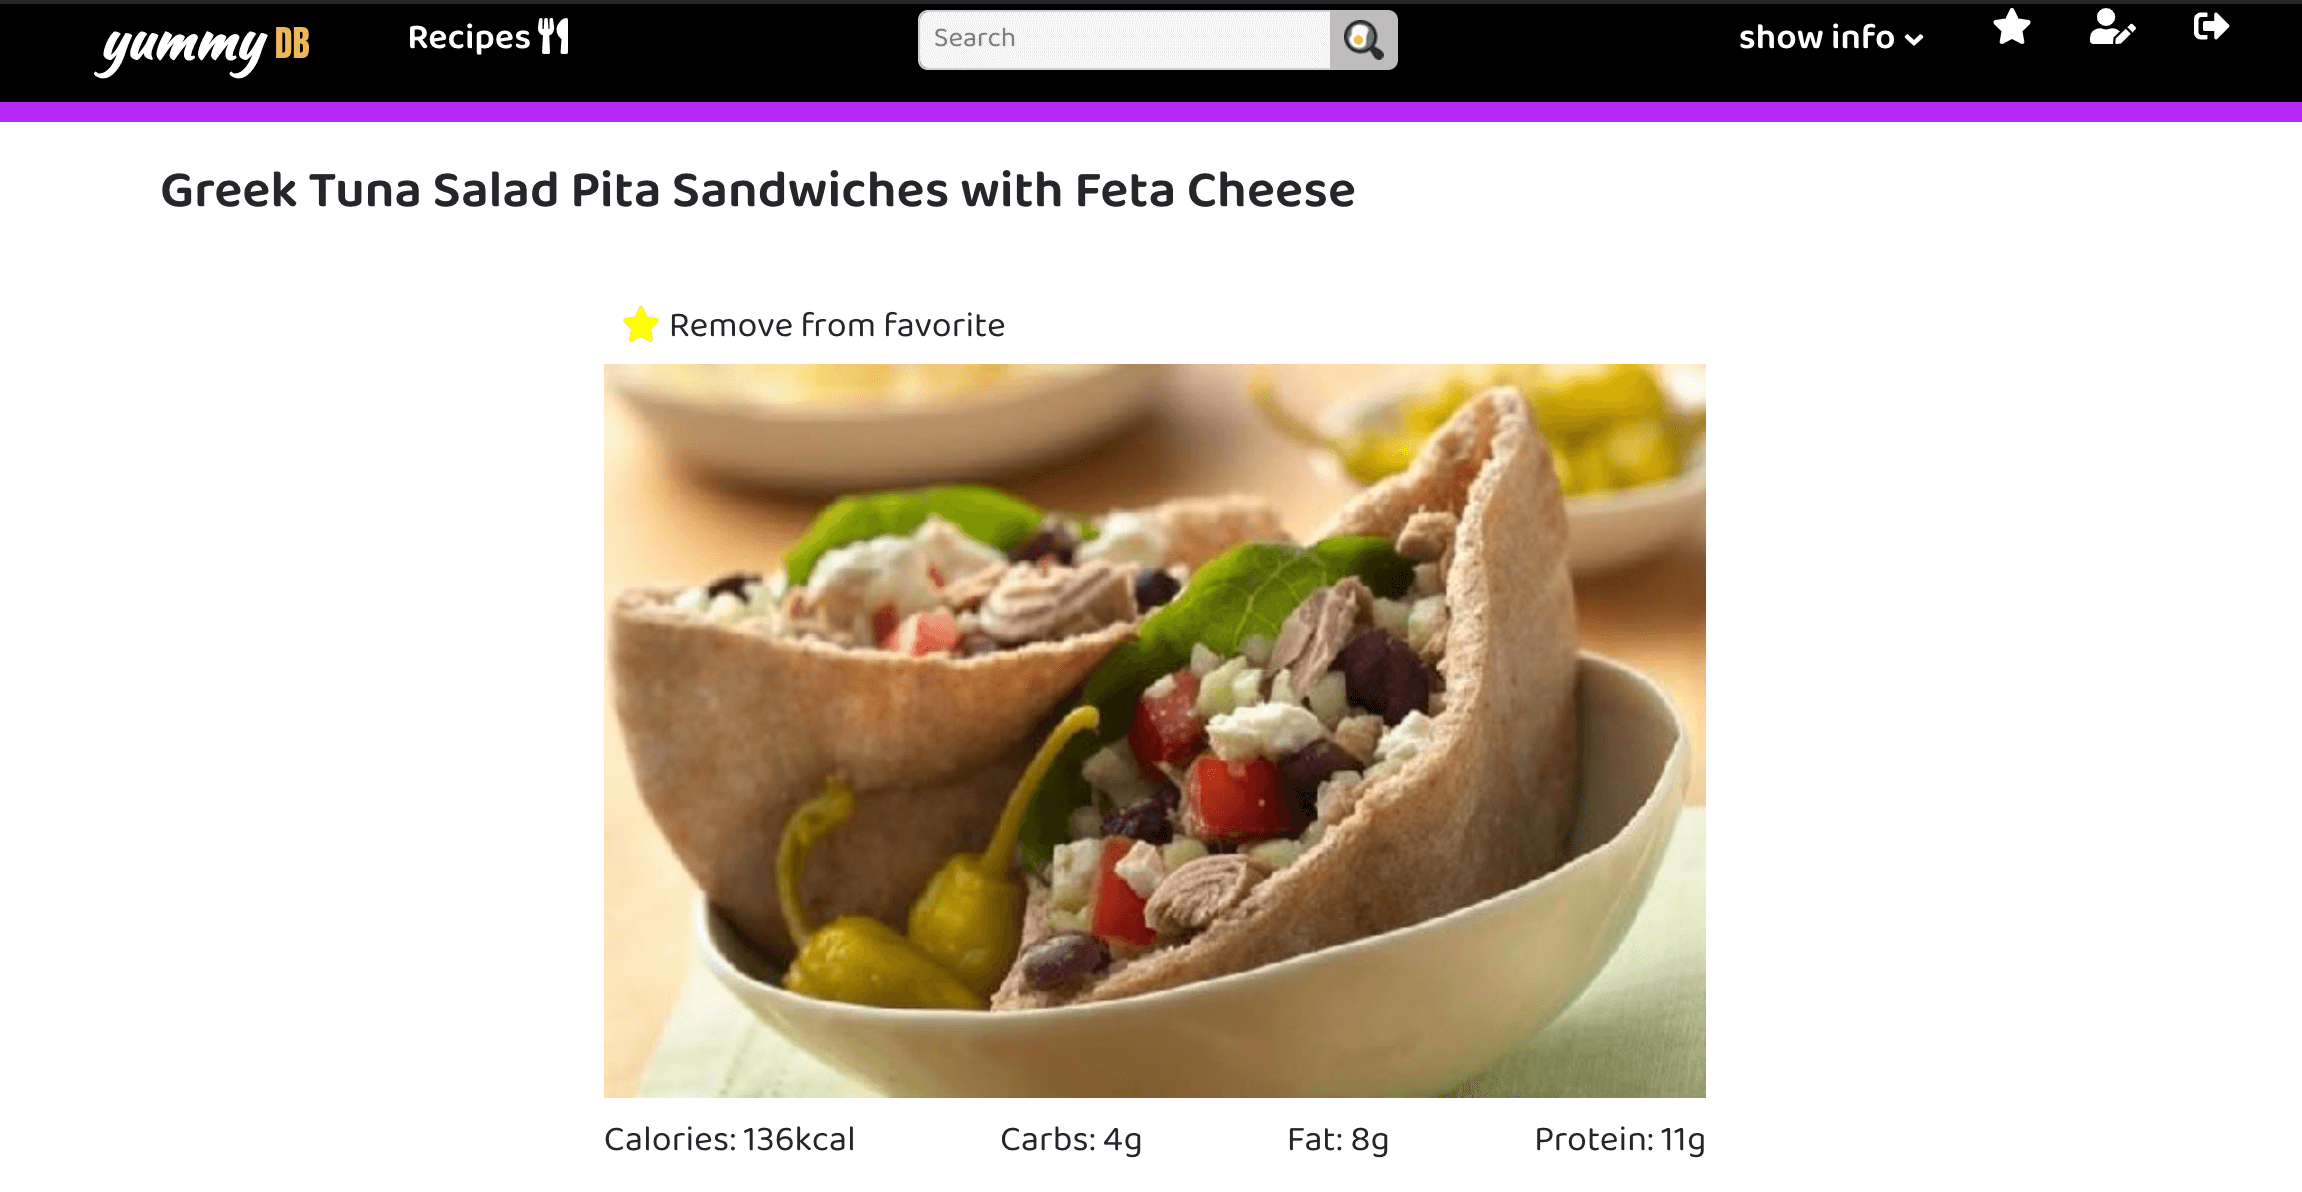 yummy DB
Recipes
Search
show info
Greek Tuna Salad Pita Sandwiches with Feta Cheese
Remove from favorite
Calories: 136kcal
Carbs: 4g
Fat: 8g
Protein: 11g